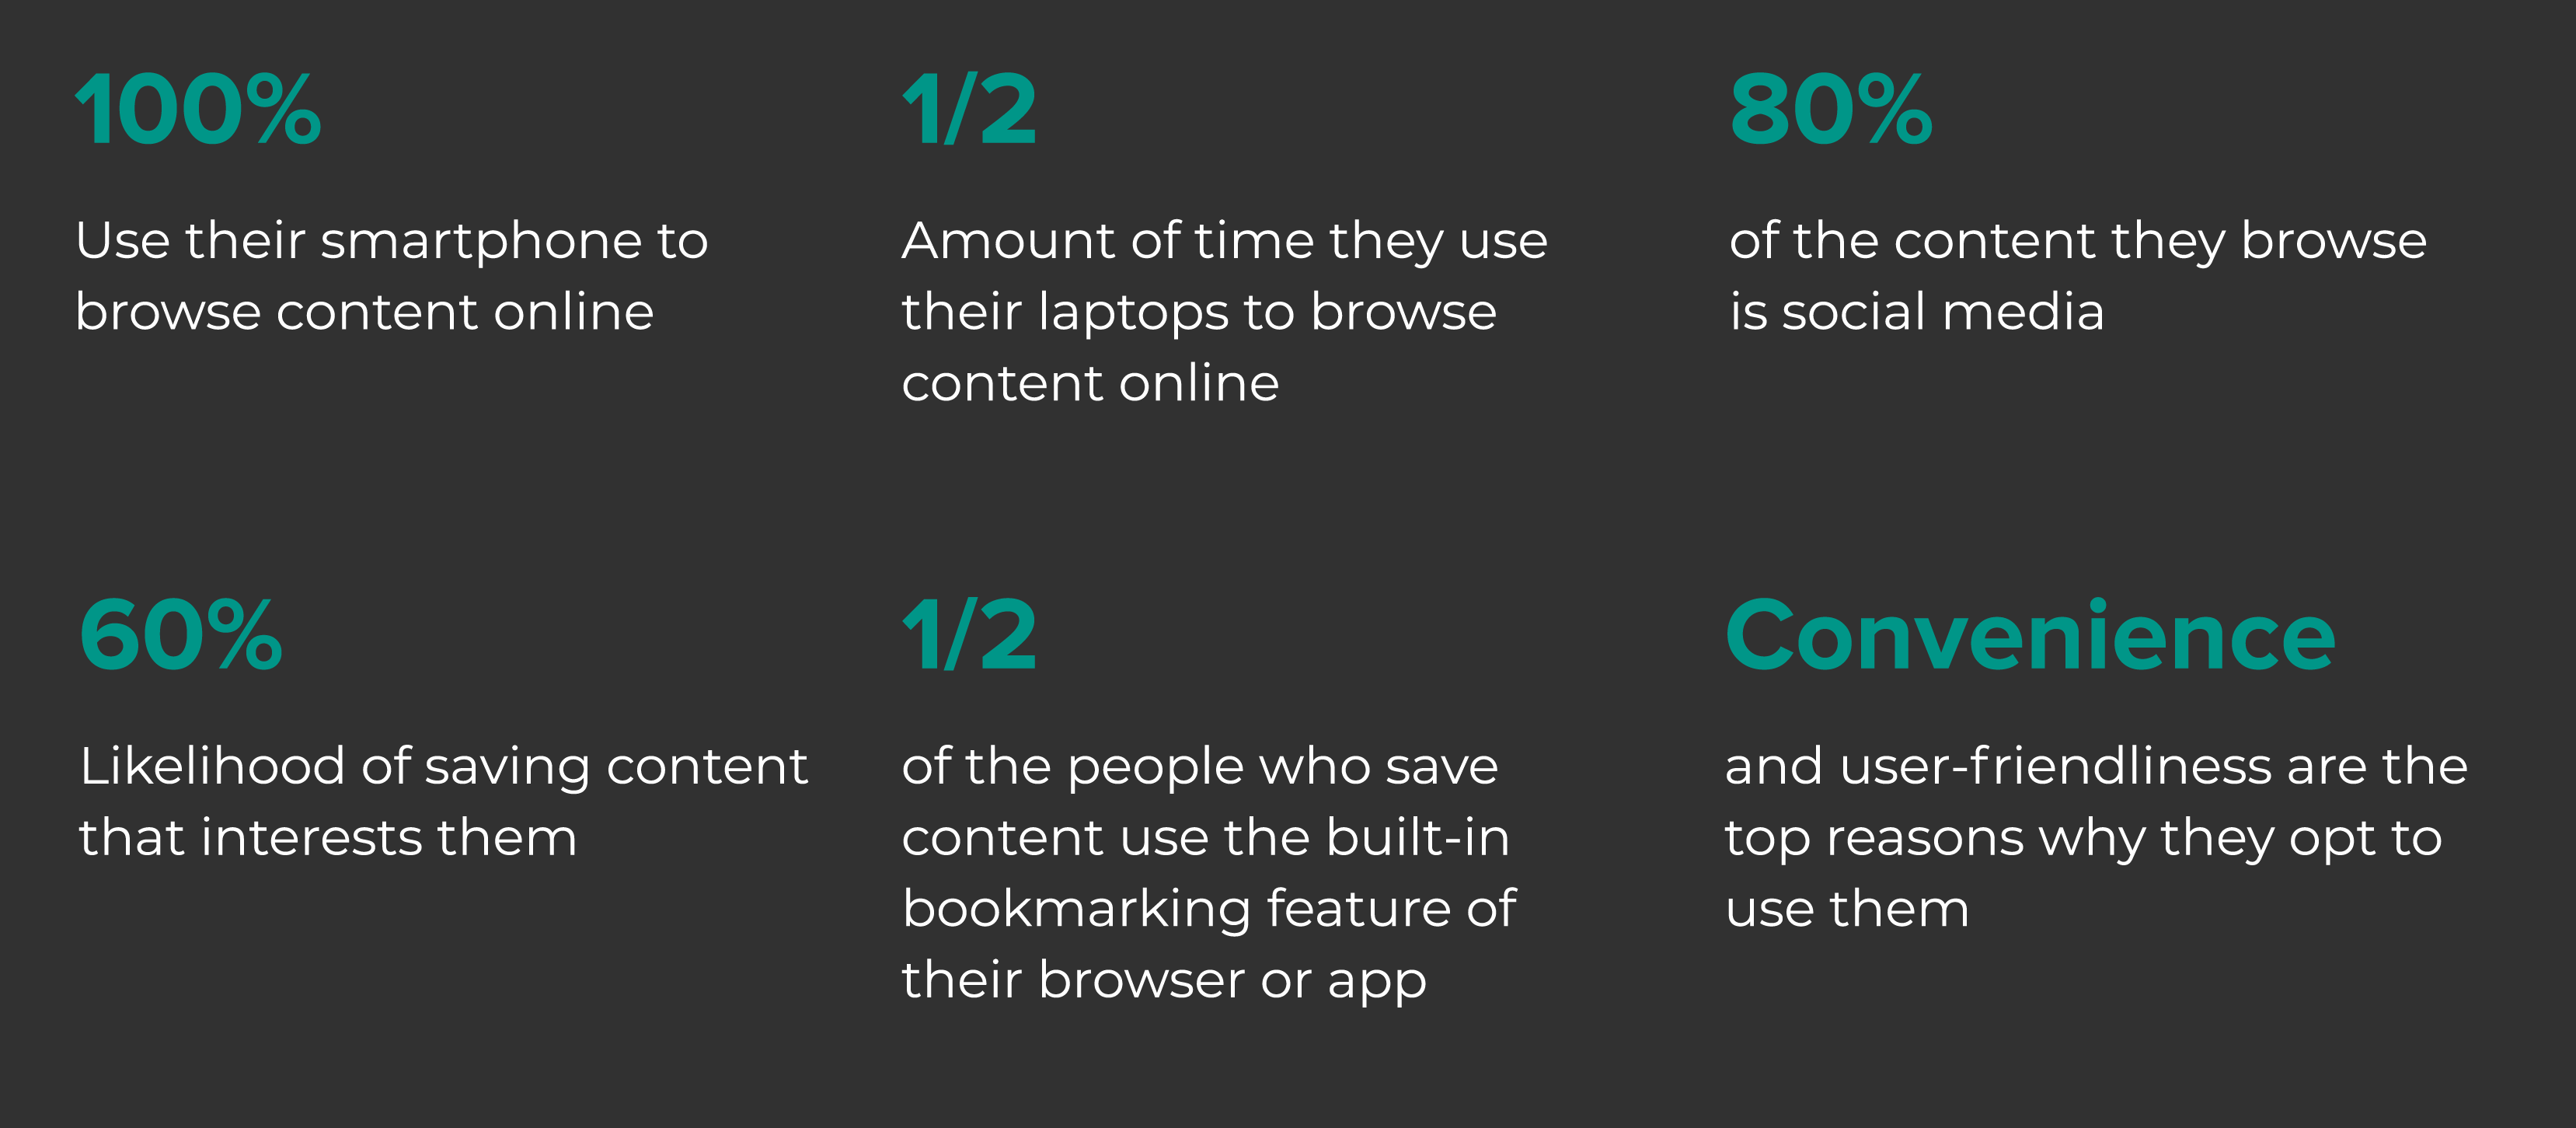 100%
Use their smartphone to
browse content online
1/2
Amount of time they use
their laptops to browse
content online
80%
of the content they browse
is social media
60%
Likelihood of saving content
that interests them
1/2
of the people who save
content use the built-in
bookmarking feature of
their browser or app
Convenience
and user-friendliness are the
top reasons why they opt to
use them